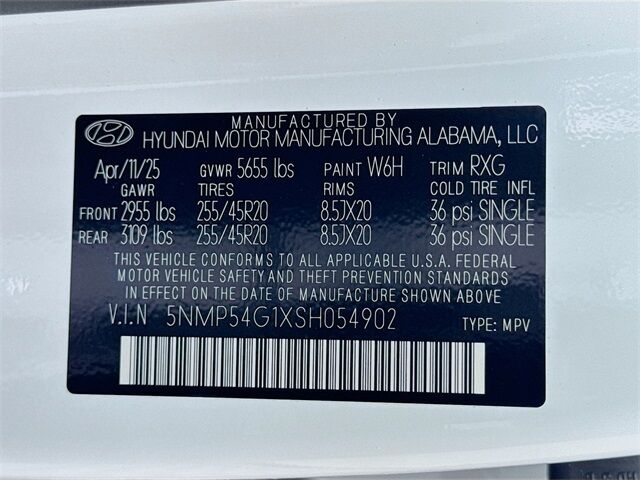 MANUFACTURED BY
HYUNDAI MOTOR MANUFACTURING ALABAMA, LLC
Apr/11/25 GVWR 5655 lbs PAINT W6H TRIM RXG
GAWR TIRES RIMS COLD TIRE INFL
FRONT 2955 lbs 255/45R20 8.5JX20 36 psi SINGLE
REAR 3109 lbs 255/45R20 8.5JX20 36 psi SINGLE
THIS VEHICLE CONFORMS TO ALL APPLICABLE U.S.A. FEDERAL
MOTOR VEHICLE SAFETY AND THEFT PREVENTION STANDARDS
IN EFFECT ON THE DATE OF MANUFACTURE SHOWN ABOVE
V.I.N 5NMP54G1XSH054902 TYPE: MPV